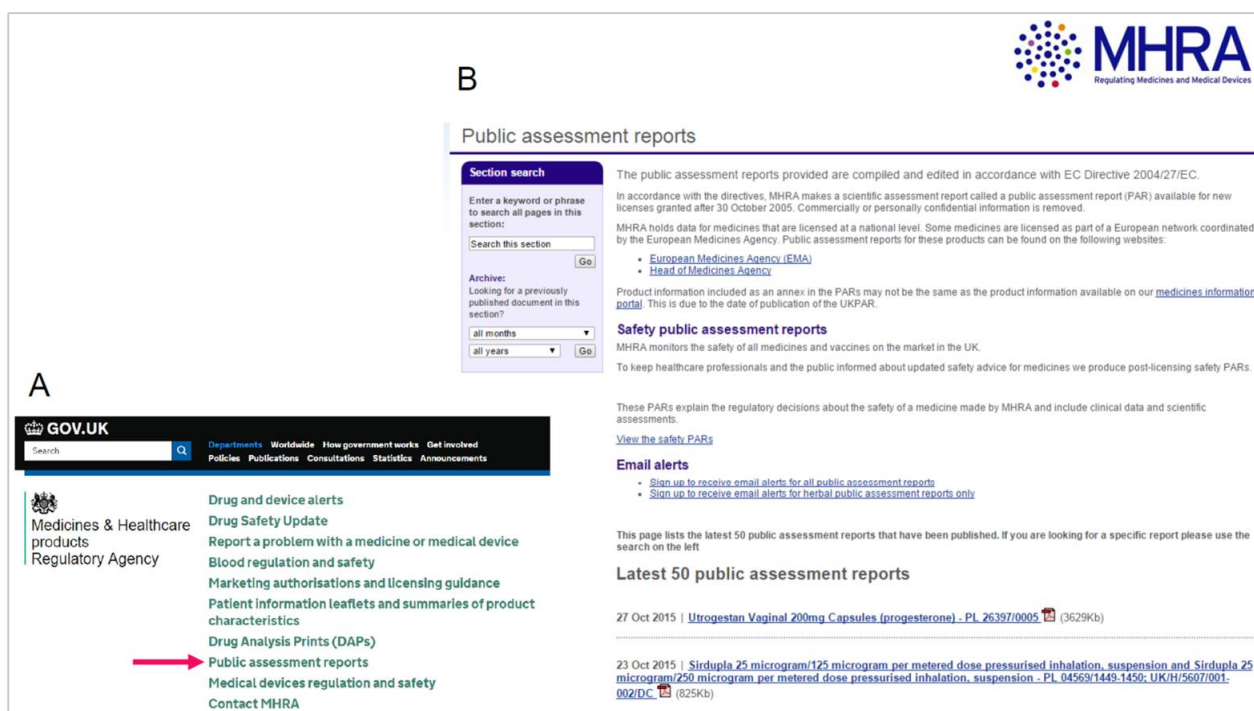 MHRA
Regulating Medicines and Medical Devices
B
Public assessment reports
Section search
Enter a keyword or phrase
to search all pages in this
section:
Search this section
Go
Archive:
Looking for a previously
published document in this
section?
all months
all years
Go
The public assessment reports provided are compiled and edited in accordance with EC Directive 2004/27/EC.
In accordance with the directives, MHRA makes a scientific assessment report called a public assessment report (PAR) available for new
licenses granted after 30 October 2005. Commercially or personally confidential information is removed.
MHRA holds data for medicines that are licensed at a national level. Some medicines are licensed as part of a European network coordinated
by the European Medicines Agency. Public assessment reports for these products can be found on the following websites:
European Medicines Agency (EMA)
Head of Medicines Agency
Product information included as an annex in the PARs may not be the same as the product information available on our medicines information
portal. This is due to the date of publication of the UKPAR.
Safety public assessment reports
MHRA monitors the safety of all medicines and vaccines on the market in the UK.
To keep healthcare professionals and the public informed about updated safety advice for medicines we produce post-licensing safety PARs.
These PARs explain the regulatory decisions about the safety of a medicine made by MHRA and include clinical data and scientific
assessments.
View the safety PARs
Email alerts
Sign up to receive email alerts for all public assessment reports
Sign up to receive email alerts for herbal public assessment reports only
This page lists the latest 50 public assessment reports that have been published. If you are looking for a specific report please use the
search on the left
Latest 50 public assessment reports
27 Oct 2015 | Utrogestan Vaginal 200mg Capsules (progesterone) - PL 26397/0005 (3629Kb)
23 Oct 2015 | Sirdupla 25 microgram/125 microgram per metered dose pressurised inhalation, suspension and Sirdupla 25
microgram/250 microgram per metered dose pressurised inhalation, suspension - PL 04569/1449-1450; UK/H/5607/001-
002/DC (825Kb)
A
GOV.UK
Search
Departments Worldwide How government works Get involved
Policies Publications Consultations Statistics Announcements
Medicines & Healthcare
products
Regulatory Agency
Drug and device alerts
Drug Safety Update
Report a problem with a medicine or medical device
Blood regulation and safety
Marketing authorisations and licensing guidance
Patient information leaflets and summaries of product
characteristics
Drug Analysis Prints (DAPs)
Public assessment reports
Medical devices regulation and safety
Contact MHRA